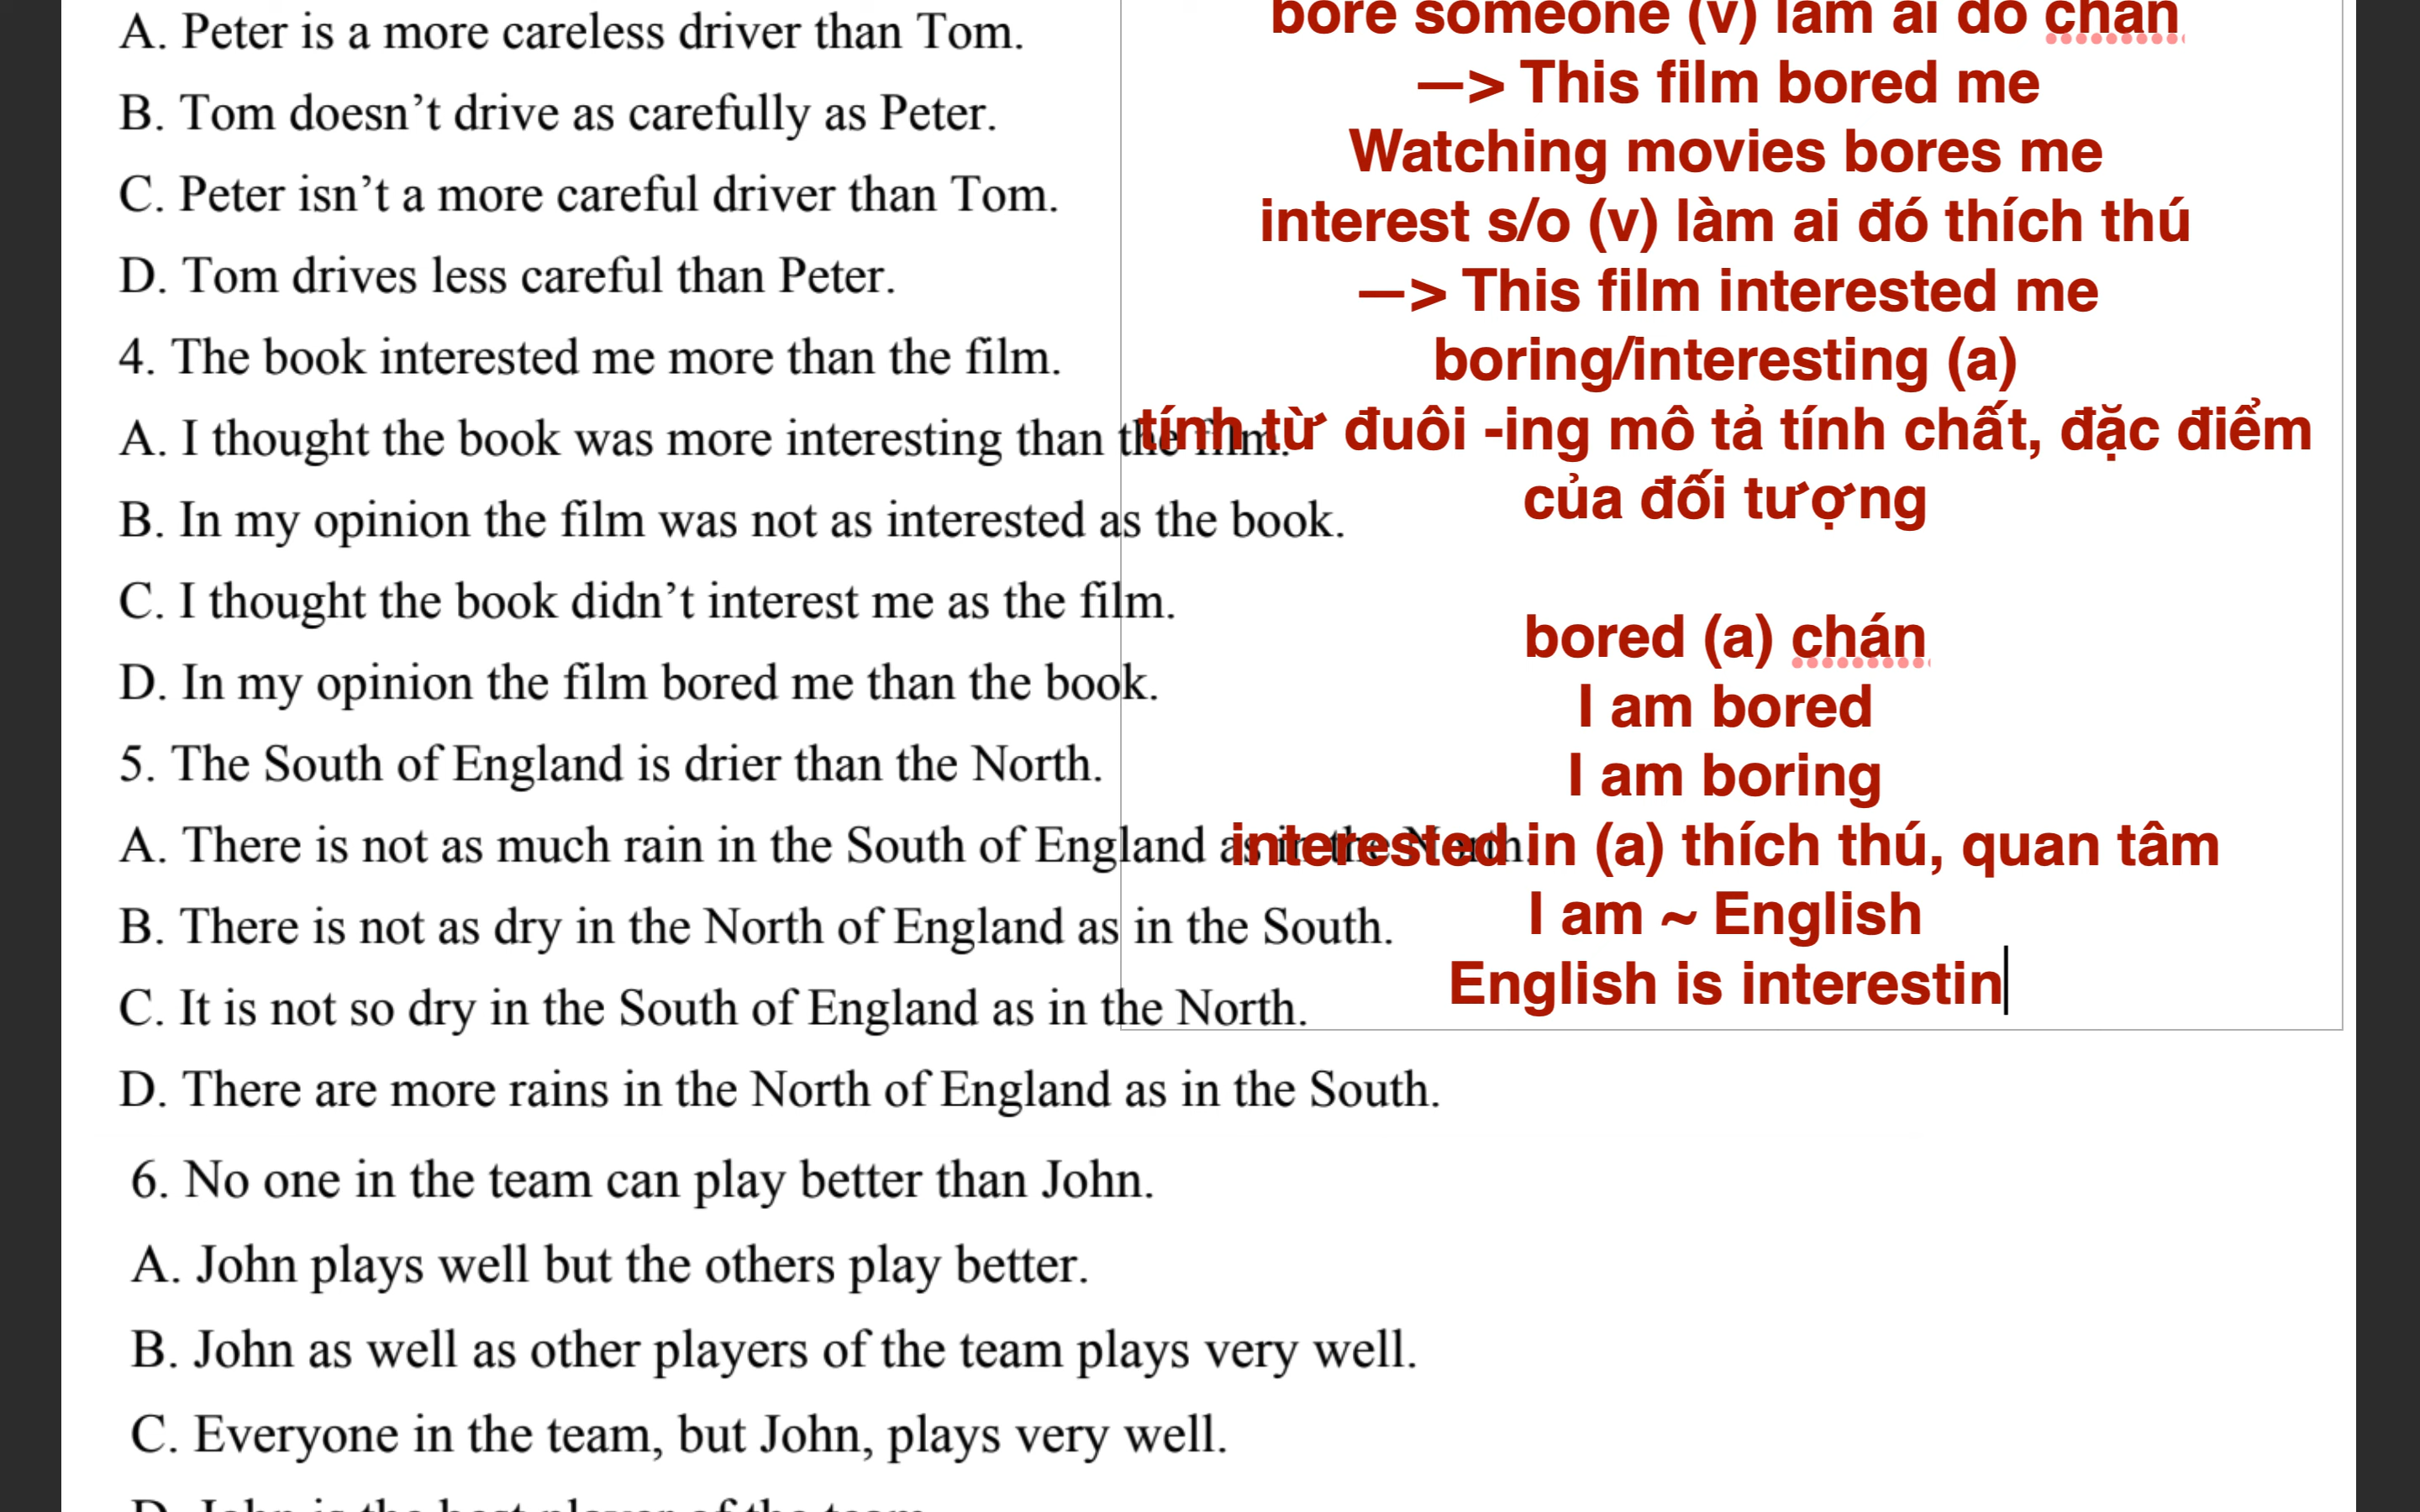 A. Peter is a more careless driver than Tom.
B. Tom doesn’t drive as carefully as Peter.
C. Peter isn’t a more careful driver than Tom.
D. Tom drives less careful than Peter.
4. The book interested me more than the film.
A. I thought the book was more interesting than the film.
B. In my opinion the film was not as interested as the book.
C. I thought the book didn’t interest me as the film.
D. In my opinion the film bored me than the book.
5. The South of England is drier than the North.
A. There is not as much rain in the South of England as in the North.
B. There is not as dry in the North of England as in the South.
C. It is not so dry in the South of England as in the North.
D. There are more rains in the North of England as in the South.
6. No one in the team can play better than John.
A. John plays well but the others play better.
B. John as well as other players of the team plays very well.
C. Everyone in the team, but John, plays very well.
D. John is the best player of the team.
bore someone (v) làm ai đó chán
—> This film bored me
Watching movies bores me
interest s/o (v) làm ai đó thích thú
—> This film interested me
boring/interesting (a)
tính từ đuôi -ing mô tả tính chất, đặc điểm
của đối tượng
bored (a) chán
I am bored
I am boring
interested in (a) thích thú, quan tâm
I am ~ English
English is interestin